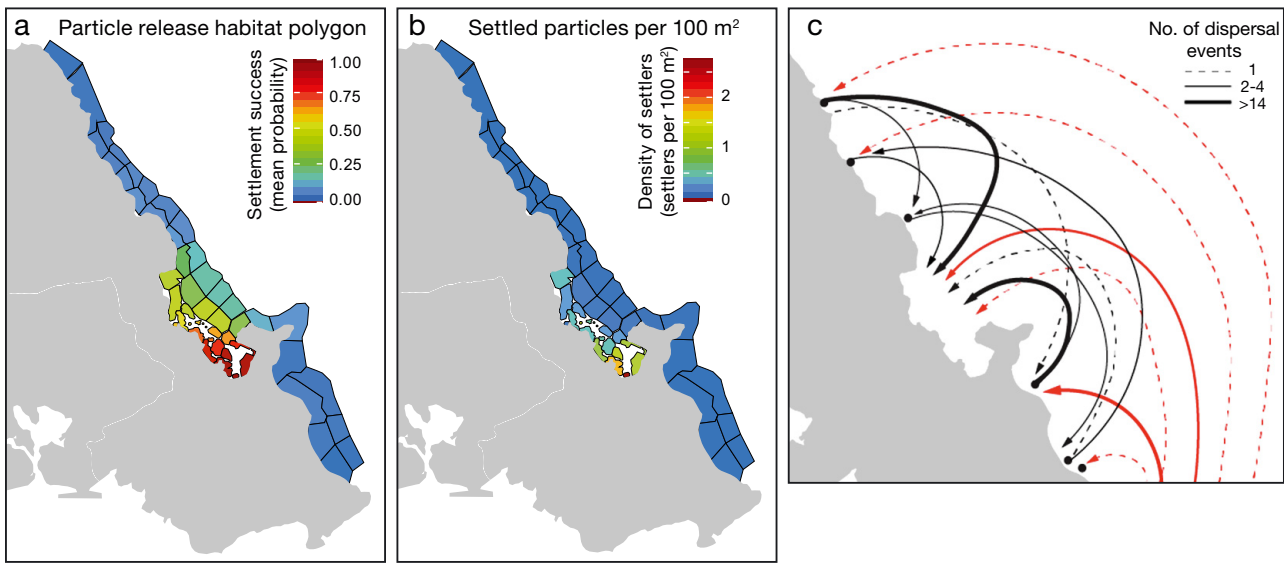 a Particle release habitat polygon
Settlement success
(mean probability)
1.00
0.75
0.50
0.25
0.00
b Settled particles per 100 m²
Density of settlers
(settlers per 100 m²)
2
1
0
c
No. of dispersal
events
1
2-4
>14